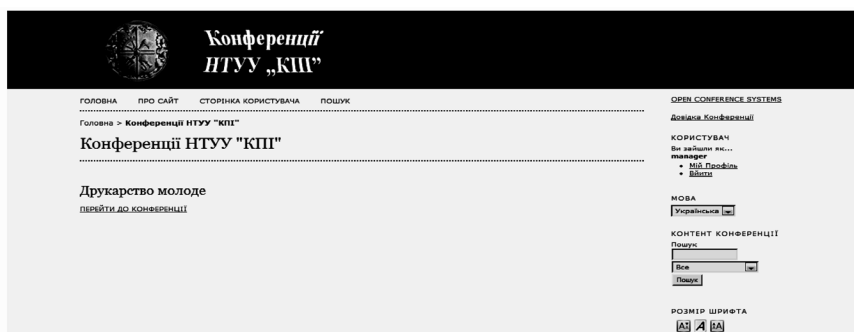 Конференції
НТУУ „КПІ”
ГОЛОВНА ПРО САЙТ СТОРІНКА КОРИСТУВАЧА ПОШУК
Головна > Конференції НТУУ "КПІ"
Конференції НТУУ "КПІ"
Друкарство молоде
ПЕРЕЙТИ ДО КОНФЕРЕНЦІЇ
OPEN CONFERENCE SYSTEMS
Довідка Конференції
КОРИСТУВАЧ
Ви зайшли як...
manager
Мій Профіль
Війти
МОВА
Українська
КОНТЕНТ КОНФЕРЕНЦІЇ
Пошук
Все
Пошук
РОЗМІР ШРИФТА
A A A